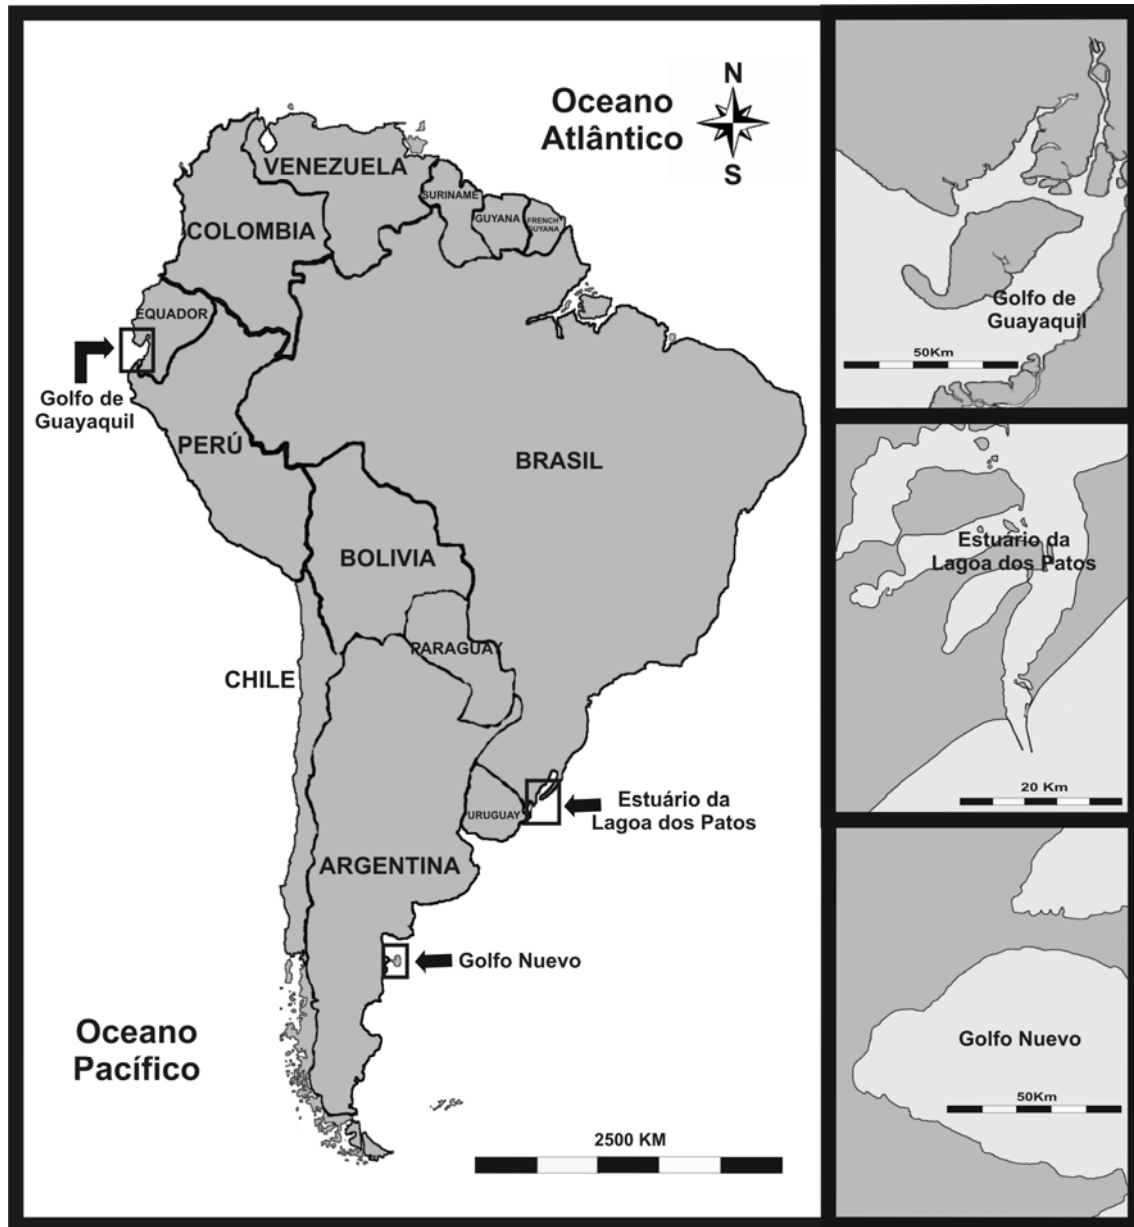 Oceano
Atlântico
N
S
VENEZUELA
SURINAME
GUYANA
FRENCH
GUYANA
COLOMBIA
EQUADOR
Golfo de
Guayaquil
PERÚ
BRASIL
BOLIVIA
PARAGUAY
CHILE
URUGUAY
Estuário da
Lagoa dos Patos
ARGENTINA
Golfo Nuevo
Oceano
Pacífico
2500 KM
Golfo de
Guayaquil
50Km
Estuário da
Lagoa dos Patos
20 Km
Golfo Nuevo
50Km